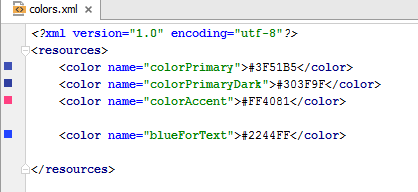 colors.xml
<?xml version="1.0" encoding="utf-8"?>
<resources>
    <color name="colorPrimary">#3F51B5</color>
    <color name="colorPrimaryDark">#303F9F</color>
    <color name="colorAccent">#FF4081</color>
    <color name="blueForText">#2244FF</color>
</resources>